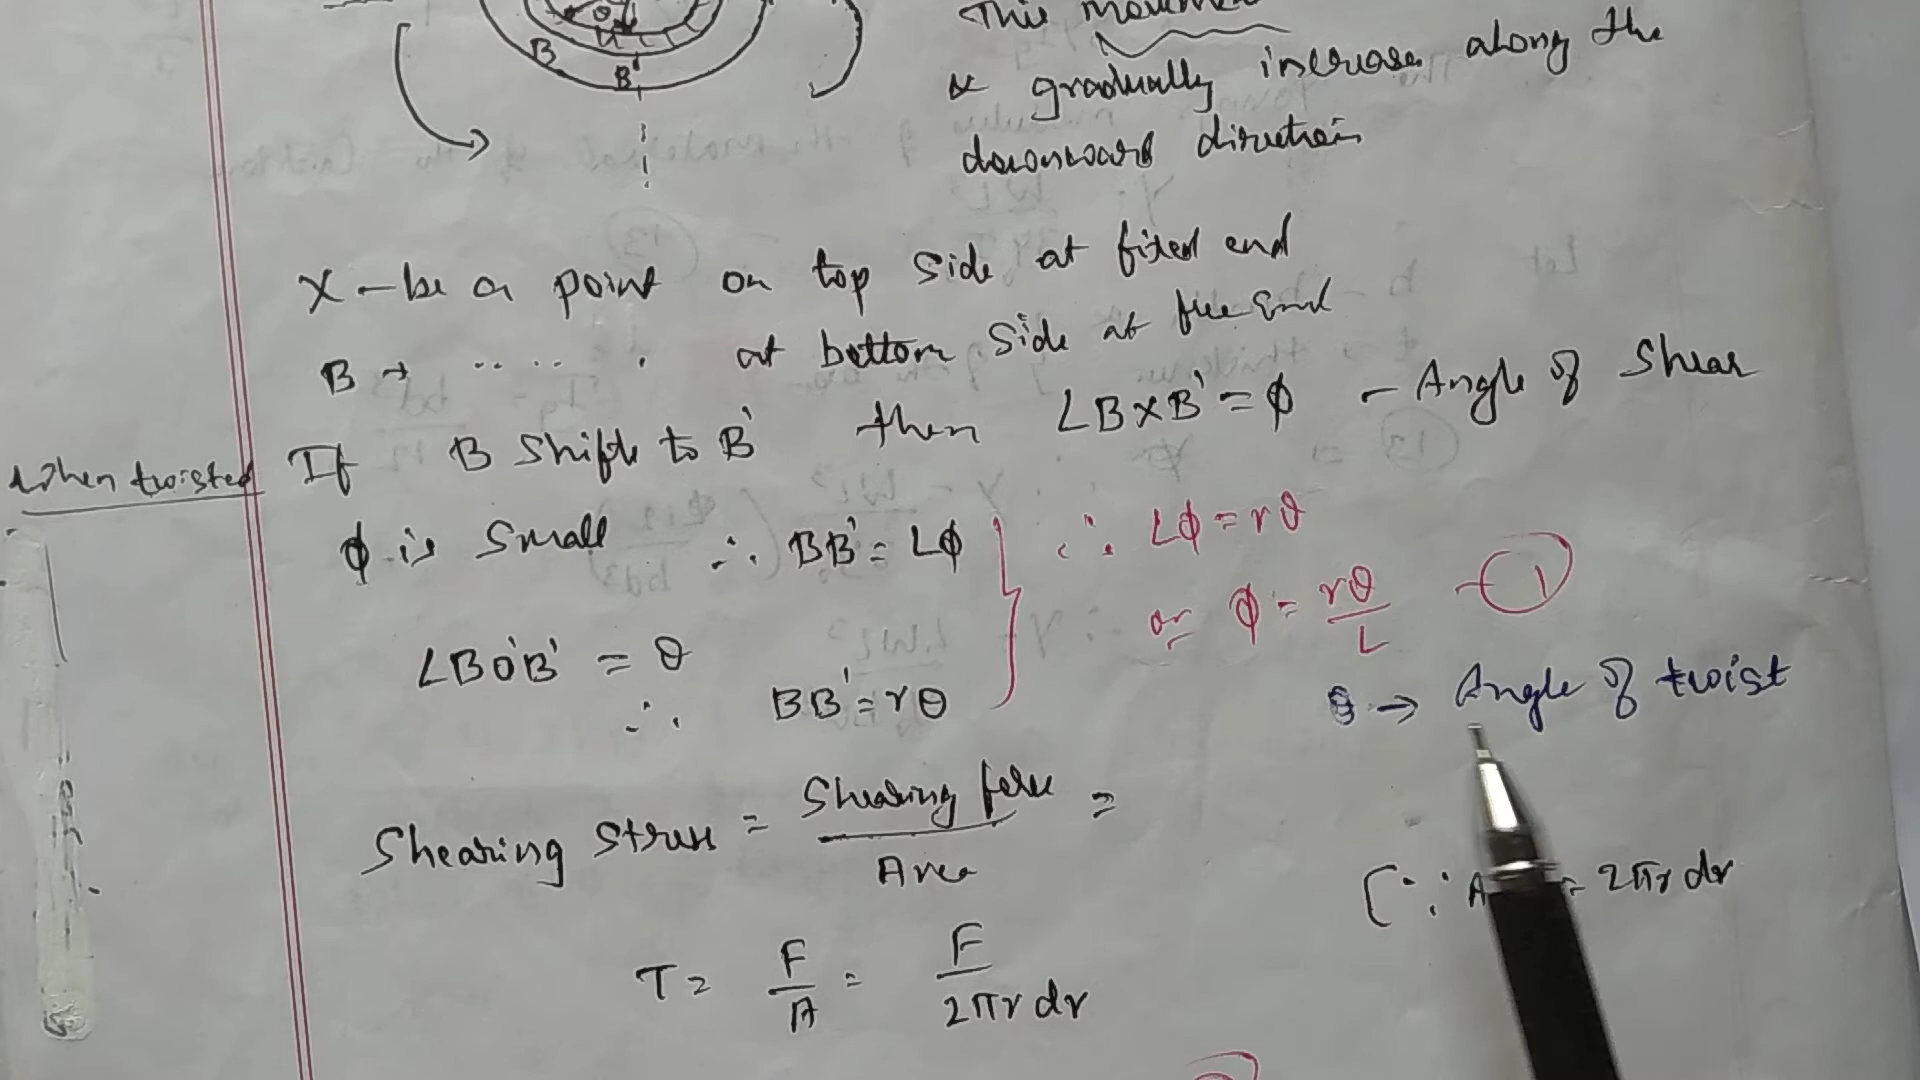 B
B'
This
& gradually increase along the
downward direction
X - be a point on top side at fixed end
B → ..... at bottom side at free end
When twisted
If B shifts to B' then ∠BXB' = φ - Angle of Shear
φ is small ∴ BB' = Lφ
∴ Lφ = rθ
or φ = rθ/L - ①
∠BO'B' = θ
∴ BB' = rθ
θ → Angle of twist
Shearing stress = Shearing force / Area =
T = F/A = F/2πr dr
[∵ A = 2πr dr